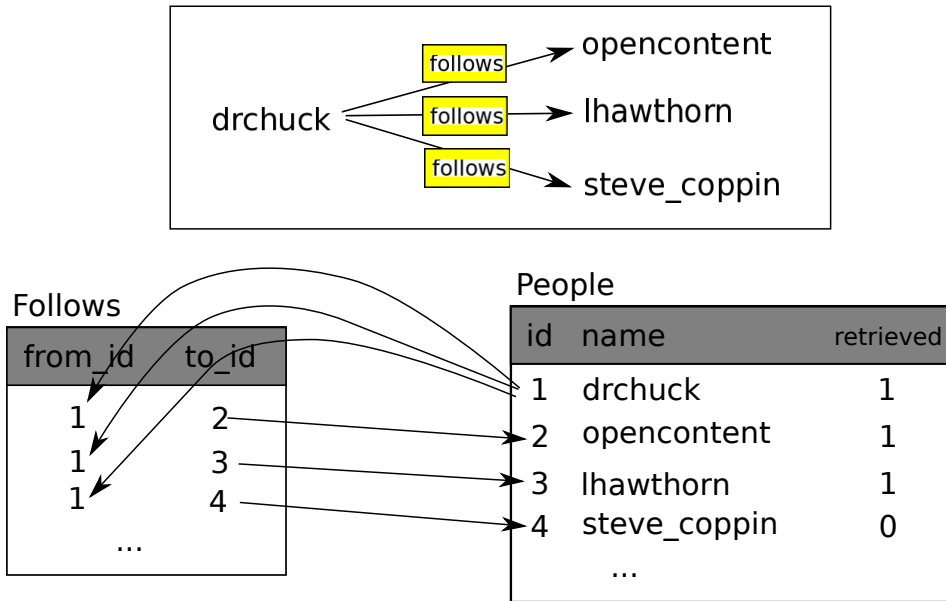 opencontent
follows
drchuck
follows
lhawthorn
follows
steve_coppin
Follows
from_id to_id
1 2
1 3
1 4
...
People
id name retrieved
1 drchuck 1
2 opencontent 1
3 lhawthorn 1
4 steve_coppin 0
...